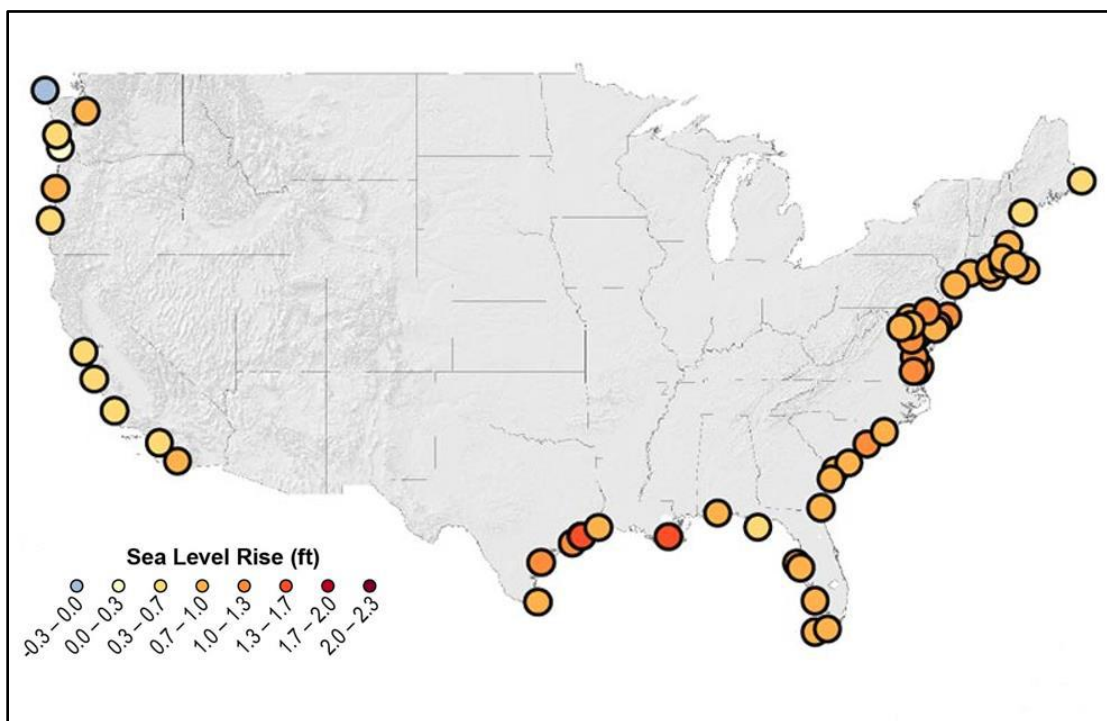 Sea Level Rise (ft)
-0.3 – 0.0
0.0 – 0.3
0.3 – 0.7
0.7 – 1.0
1.0 – 1.3
1.3 – 1.7
1.7 – 2.0
2.0 – 2.3